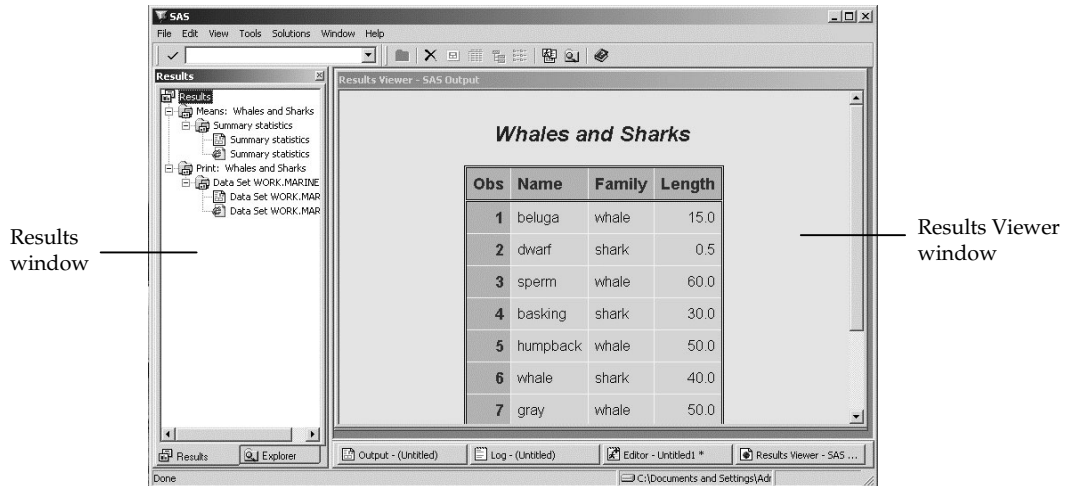 SAS
File Edit View Tools Solutions Window Help
Results
Results Viewer - SAS Output
Results
Means: Whales and Sharks
Summary statistics
Summary statistics
Summary statistics
Print: Whales and Sharks
Data Set WORK.MARINE
Data Set WORK.MAR
Data Set WORK.MAR
Whales and Sharks
Obs Name Family Length
1 beluga whale 15.0
2 dwarf shark 0.5
3 sperm whale 60.0
4 basking shark 30.0
5 humpback whale 50.0
6 whale shark 40.0
7 gray whale 50.0
Results
window
Results Viewer
window
Results Explorer
Output - (Untitled) Log - (Untitled) Editor - Untitled1 * Results Viewer - SAS ...
Done
C:\Documents and Settings\Adr